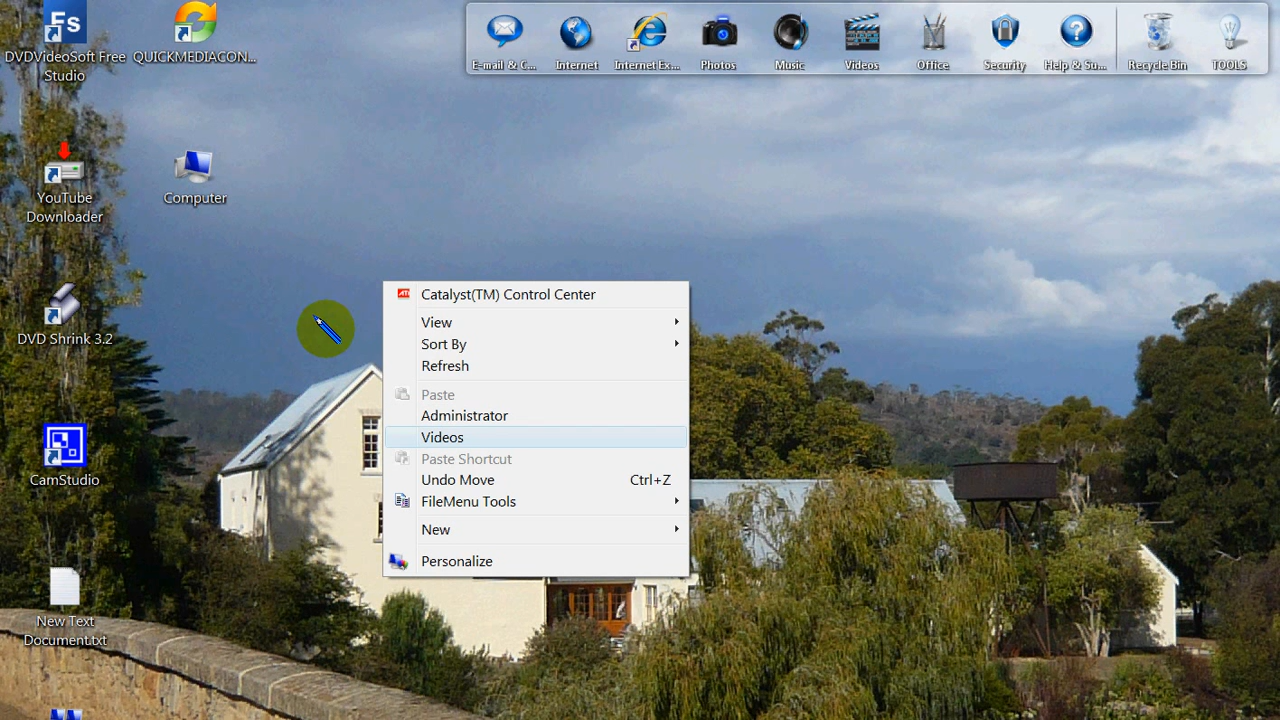 DVDVideoSoft Free
Studio
QUICKMEDIACON...
E-mail & C...
Internet
Internet Ex...
Photos
Music
Videos
Office
Security
Help & Su...
Recycle Bin
TOOLS
YouTube
Downloader
Computer
DVD Shrink 3.2
CamStudio
New Text
Document.txt
Fs
ATI
Catalyst(TM) Control Center
View
Sort By
Refresh
Paste
Administrator
Videos
Paste Shortcut
Undo Move Ctrl+Z
FileMenu Tools
New
Personalize